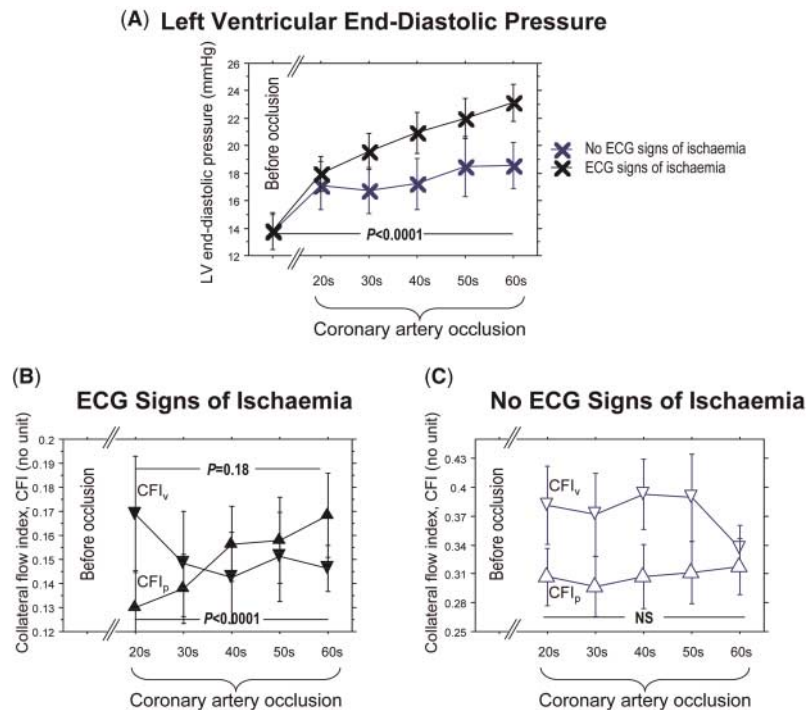 (A) Left Ventricular End-Diastolic Pressure
LV end-diastolic pressure (mmHg)
26
24
22
20
18
16
14
12
Before occlusion
P<0.0001
20s 30s 40s 50s 60s
Coronary artery occlusion
No ECG signs of ischaemia
ECG signs of ischaemia
(B)
ECG Signs of Ischaemia
Collateral flow index, CFI (no unit)
0.2
0.19
0.18
0.17
0.16
0.15
0.14
0.13
0.12
Before occlusion
P=0.18
CFIv
CFIp
P<0.0001
20s 30s 40s 50s 60s
Coronary artery occlusion
(C)
No ECG Signs of Ischaemia
Collateral flow index, CFI (no unit)
0.43
0.4
0.37
0.34
0.31
0.28
0.25
Before occlusion
CFIv
CFIp
NS
20s 30s 40s 50s 60s
Coronary artery occlusion